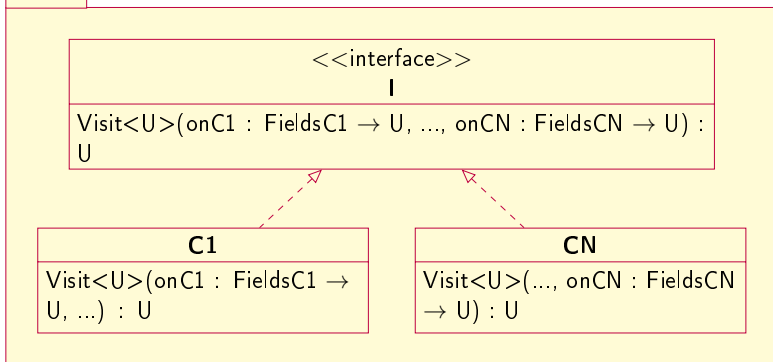 <<interface>>
I
Visit<U>(onC1 : FieldsC1 → U, ..., onCN : FieldsCN → U) :
U
C1
Visit<U>(onC1 : FieldsC1 →
U, ...) : U
CN
Visit<U>(..., onCN : FieldsCN
→ U) : U